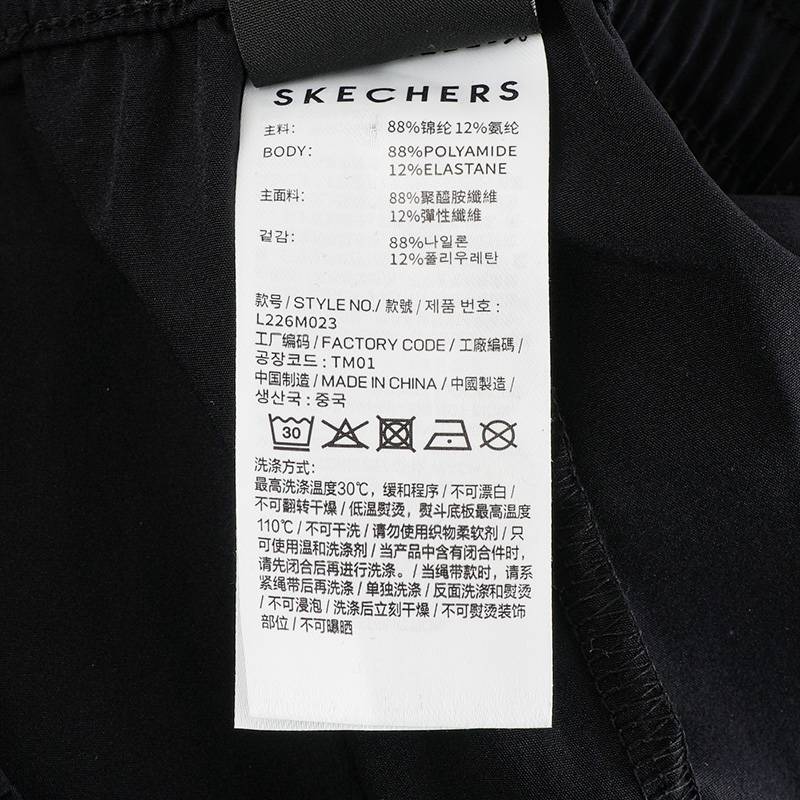 SKECHERS
主料: 88%锦纶 12%氨纶
BODY: 88%POLYAMIDE
12%ELASTANE
主面料: 88%聚醯胺纖維
12%彈性纖維
겉감: 88%나일론
12%폴리우레탄
款号 / STYLE NO./ 款號 / 제품 번호 :
L226M023
工厂编码 / FACTORY CODE / 工廠編碼 /
공장코드 : TM01
中国制造 / MADE IN CHINA / 中國製造 /
생산국 : 중국
30
洗涤方式:
最高洗涤温度30℃，缓和程序 / 不可漂白 /
不可翻转干燥 / 低温熨烫，熨斗底板最高温度
110℃ / 不可干洗 / 请勿使用织物柔软剂 / 只
可使用温和洗涤剂 / 当产品中含有闭合件时，
请先闭合后再进行洗涤。 / 当绳带款时，请系
紧绳带后再洗涤 / 单独洗涤 / 反面洗涤和熨烫
/ 不可浸泡 / 洗涤后立刻干燥 / 不可熨烫装饰
部位 / 不可曝晒